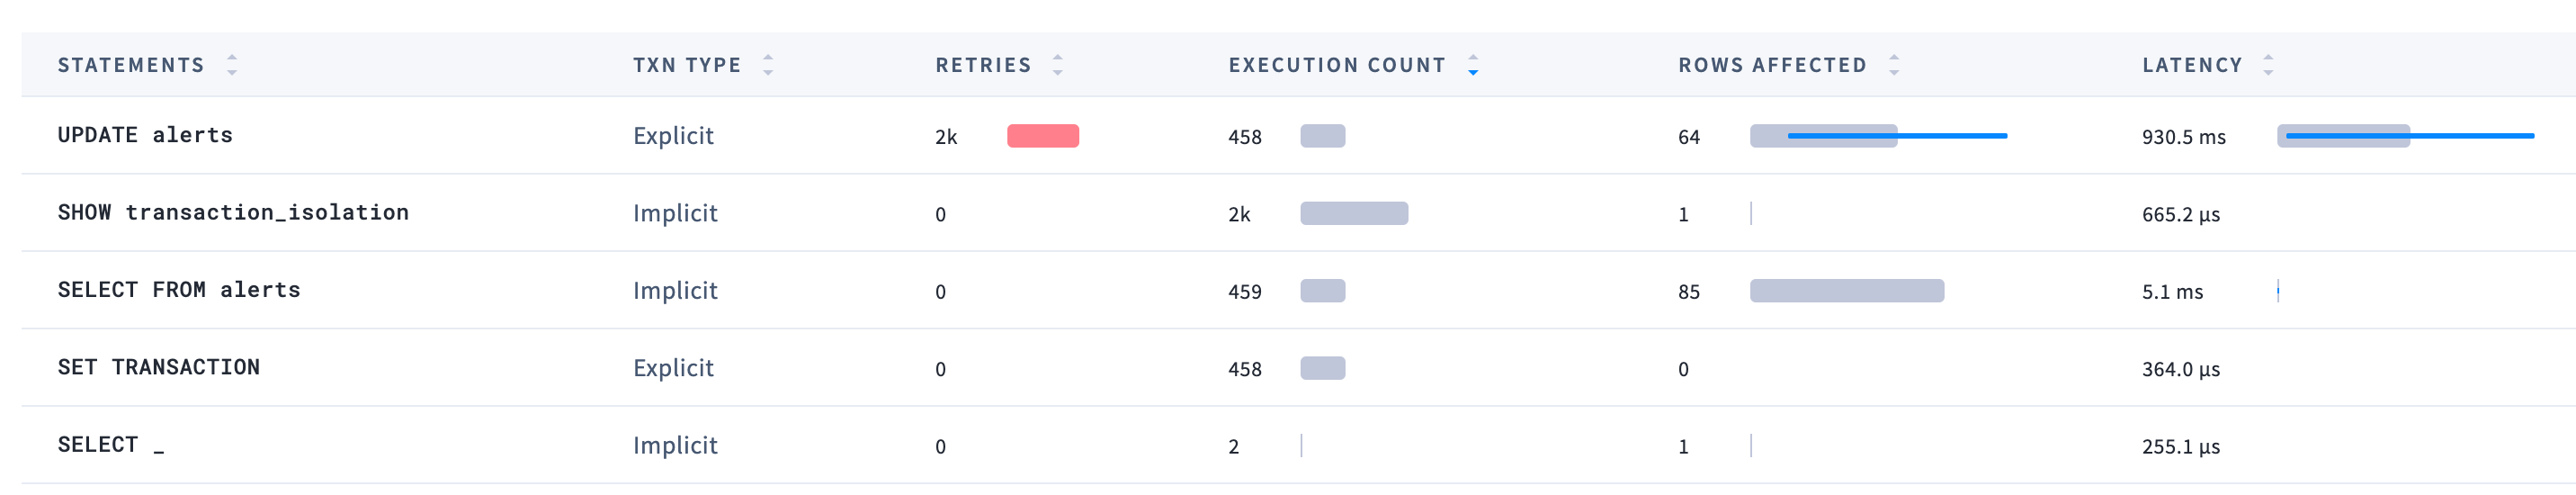 STATEMENTS TXN TYPE RETRIES EXECUTION COUNT ROWS AFFECTED LATENCY
UPDATE alerts Explicit 2k 458 64 930.5 ms
SHOW transaction_isolation Implicit 0 2k 1 665.2 µs
SELECT FROM alerts Implicit 0 459 85 5.1 ms
SET TRANSACTION Explicit 0 458 0 364.0 µs
SELECT _ Implicit 0 2 1 255.1 µs